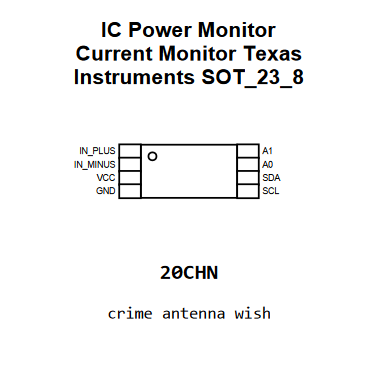 IC Power Monitor
Current Monitor Texas
Instruments SOT_23_8
IN_PLUS A1
IN_MINUS A0
VCC SDA
GND SCL
20CHN
crime antenna wish